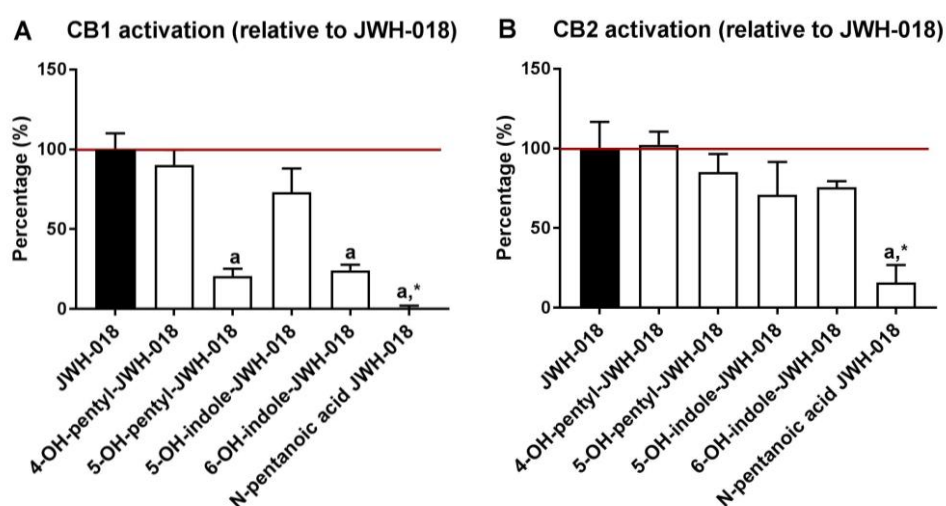 A CB1 activation (relative to JWH-018)
150
100
50
0
Percentage (%)
a
a
a,*
JWH-018
4-OH-pentyl-JWH-018
5-OH-pentyl-JWH-018
5-OH-indole-JWH-018
6-OH-indole-JWH-018
N-pentanoic acid JWH-018
B CB2 activation (relative to JWH-018)
150
100
50
0
Percentage (%)
a,*
JWH-018
4-OH-pentyl-JWH-018
5-OH-pentyl-JWH-018
5-OH-indole-JWH-018
6-OH-indole-JWH-018
N-pentanoic acid JWH-018